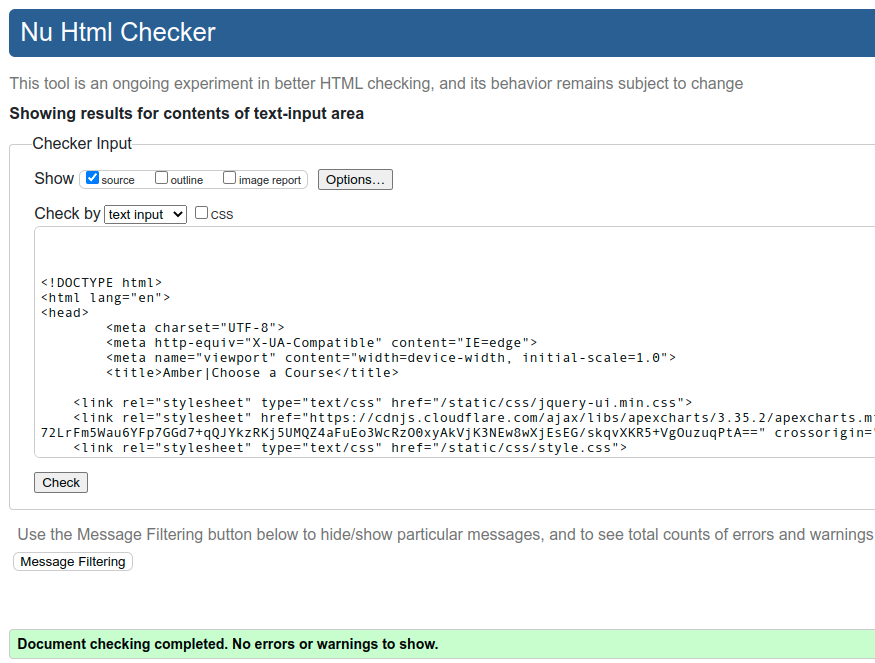 Nu Html Checker
This tool is an ongoing experiment in better HTML checking, and its behavior remains subject to change
Showing results for contents of text-input area
Checker Input
Show source outline image report Options...
Check by text input css
<!DOCTYPE html>
<html lang="en">
<head>
<meta charset="UTF-8">
<meta http-equiv="X-UA-Compatible" content="IE=edge">
<meta name="viewport" content="width=device-width, initial-scale=1.0">
<title>Amber|Choose a Course</title>
<link rel="stylesheet" type="text/css" href="/static/css/jquery-ui.min.css">
<link rel="stylesheet" href="https://cdnjs.cloudflare.com/ajax/libs/apexcharts/3.35.2/apexcharts.m
72LrFm5Wau6YFp7GGd7+qQJYkzRKj5UMQZ4aFuEo3WcRzO0xyAkVjK3NEw8wXjEsEG/skqvXKR5+VgOuzuqPtA==" crossorigin=
<link rel="stylesheet" type="text/css" href="/static/css/style.css">
Check
Use the Message Filtering button below to hide/show particular messages, and to see total counts of errors and warnings
Message Filtering
Document checking completed. No errors or warnings to show.